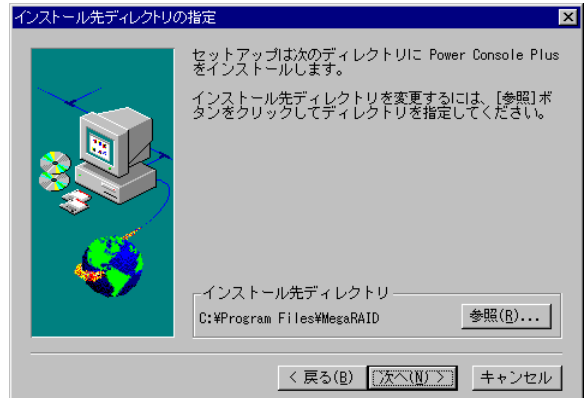 インストール先ディレクトリの指定
セットアップは次のディレクトリに Power Console Plus
をインストールします。
インストール先ディレクトリを変更するには、[参照]ボ
タンをクリックしてディレクトリを指定してください。
インストール先ディレクトリ
C:¥Program Files¥MegaRAID
参照(R)...
< 戻る(B)
次へ(N) >
キャンセル